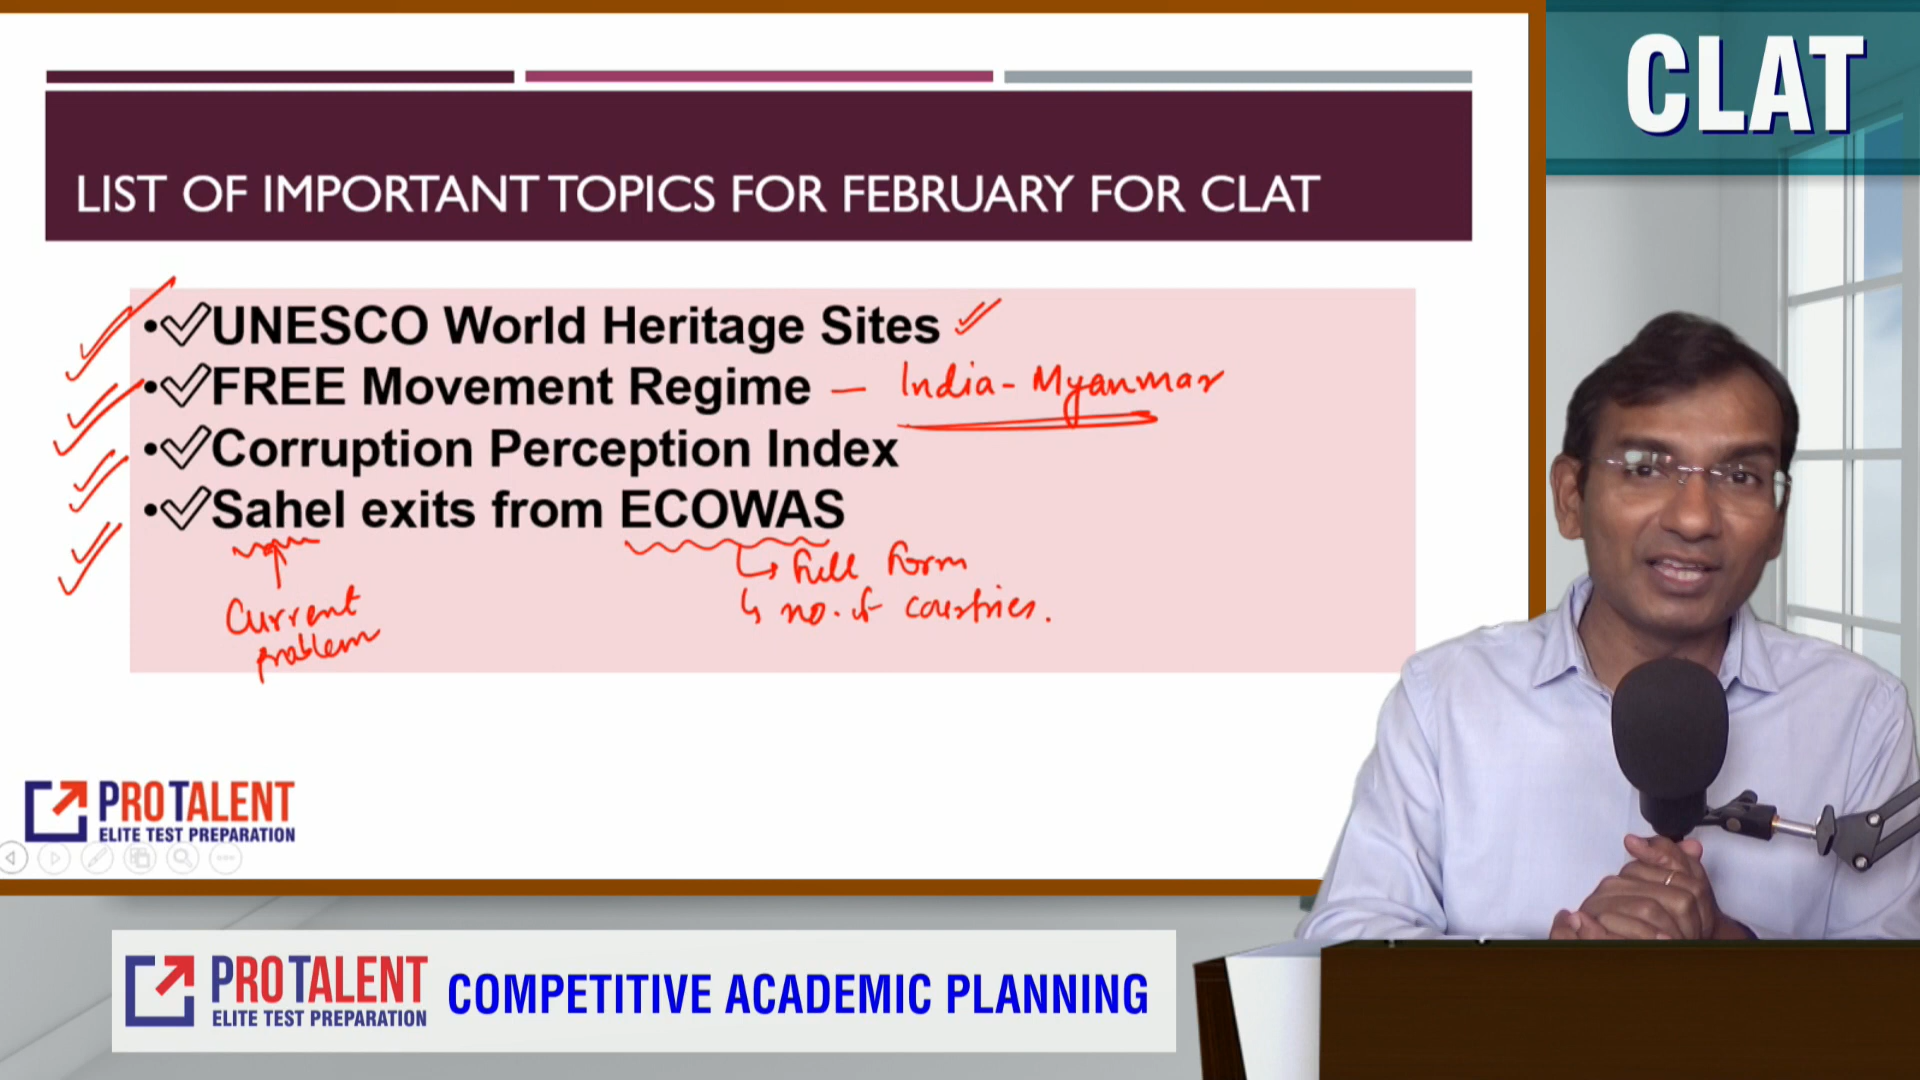 CLAT
LIST OF IMPORTANT TOPICS FOR FEBRUARY FOR CLAT
•✓UNESCO World Heritage Sites
•✓FREE Movement Regime – India-Myanmar
•✓Corruption Perception Index
•✓Sahel exits from ECOWAS
Full Form
no. of countries.
Current
problem
PROTALENT
ELITE TEST PREPARATION
PROTALENT
ELITE TEST PREPARATION
COMPETITIVE ACADEMIC PLANNING